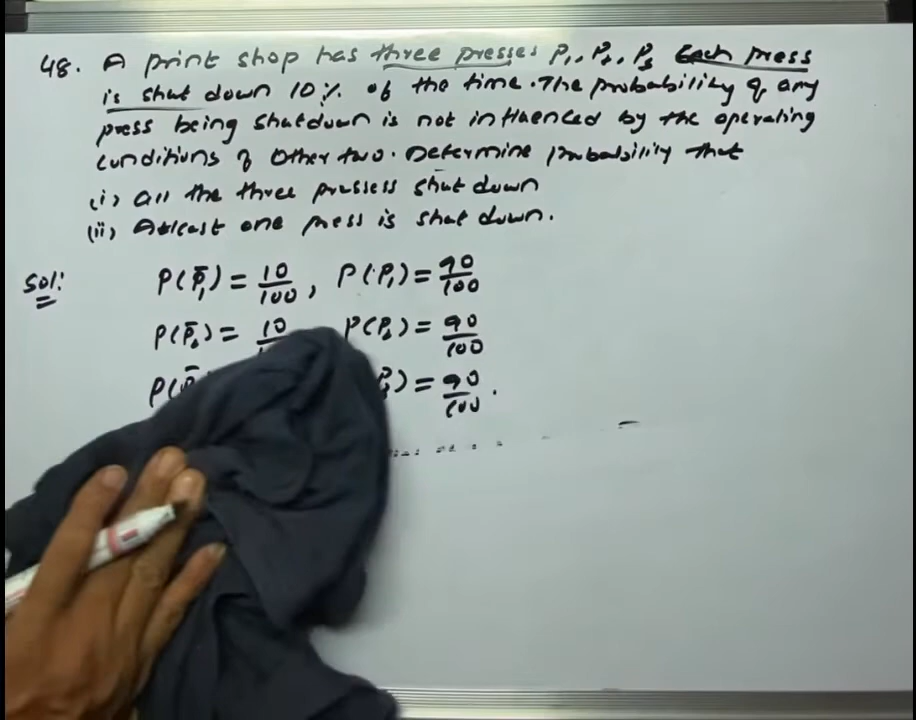 48. A print shop has three presses P₁, P₂, P₃ Each press
is shut down 10% of the time. The probability of any
press being shutdown is not influenced by the operating
conditions of other two. Determine probability that
(i) all the three pressess shut down
(ii) Atleast one press is shut down.
Sol: P(P̄₁) = 10/100, P(P₁) = 90/100
P(P̄₂) = 10 P(P₂) = 90/100
P(P̄ ) = 90/100.